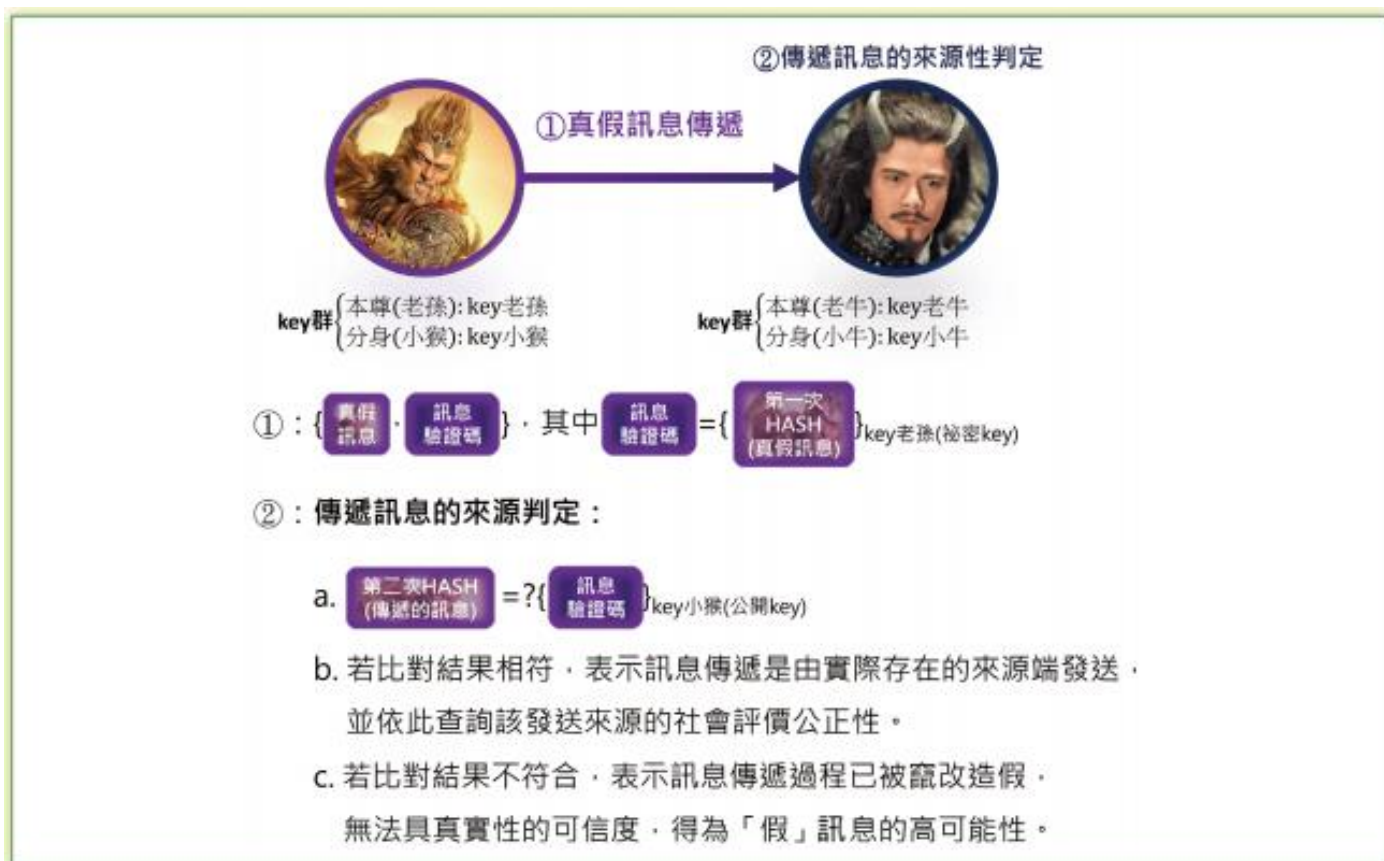 ②傳遞訊息的來源性判定
①真假訊息傳遞
key群{本尊(老孫):key老孫
分身(小猴):key小猴
key群{本尊(老牛):key老牛
分身(小牛):key小牛
①：{真假訊息，訊息驗證碼}，其中 訊息驗證碼={第一次HASH(真假訊息)}key老孫(祕密key)
②：傳遞訊息的來源判定：
a. 第二次HASH(傳遞的訊息)=?{訊息驗證碼}key小猴(公開key)
b. 若比對結果相符，表示訊息傳遞是由實際存在的來源端發送，
並依此查詢該發送來源的社會評價公正性。
c. 若比對結果不符合，表示訊息傳遞過程已被竄改造假，
無法具真實性的可信度，得為「假」訊息的高可能性。